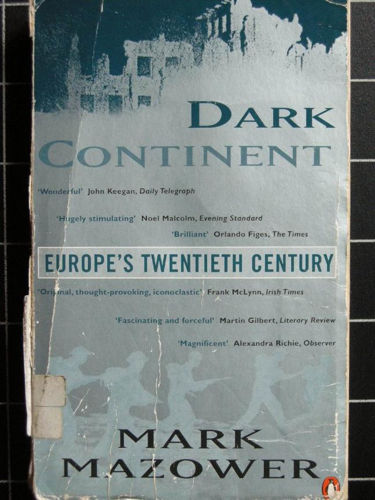 DARK
CONTINENT
'Wonderful' John Keegan, Daily Telegraph
'Hugely stimulating' Noel Malcolm, Evening Standard
'Brilliant' Orlando Figes, The Times
EUROPE'S TWENTIETH CENTURY
'Original, thought-provoking, iconoclastic' Frank McLynn, Irish Times
'Fascinating and forceful' Martin Gilbert, Literary Review
'Magnificent' Alexandra Richie, Observer
MARK
MAZOWER